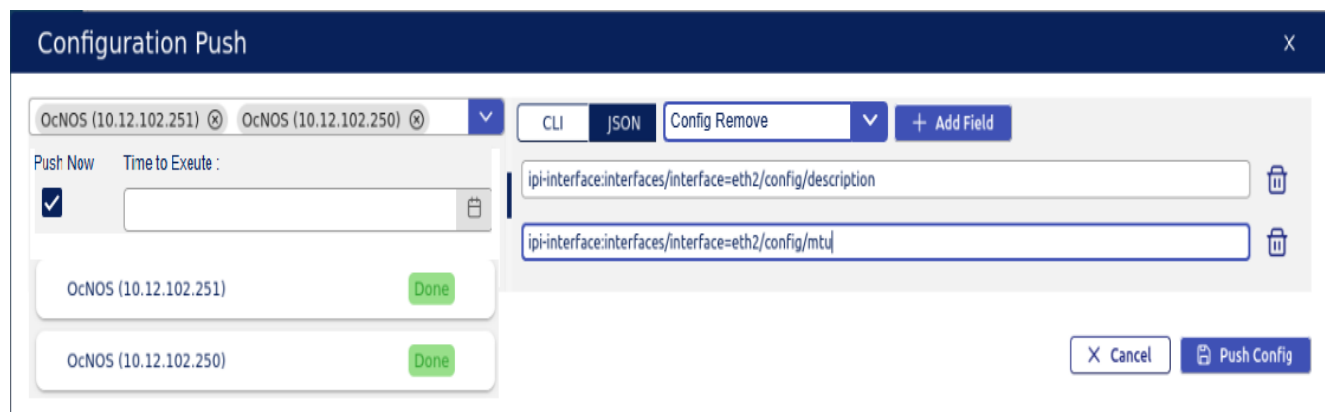 Configuration Push
X
OcNOS (10.12.102.251) OcNOS (10.12.102.250)
CLI JSON Config Remove + Add Field
Push Now Time to Exeute :
ipi-interface:interfaces/interface=eth2/config/description
ipi-interface:interfaces/interface=eth2/config/mtu
OcNOS (10.12.102.251) Done
OcNOS (10.12.102.250) Done
X Cancel Push Config